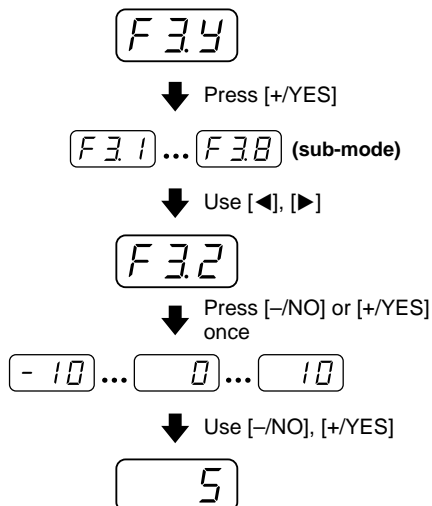 F 3.Y
Press [+/YES]
F 3. 1 ... F 3.8 (sub-mode)
Use [◀], [▶]
F 3.2
Press [–/NO] or [+/YES]
once
- 10 ... 0 ... 10
Use [–/NO], [+/YES]
5